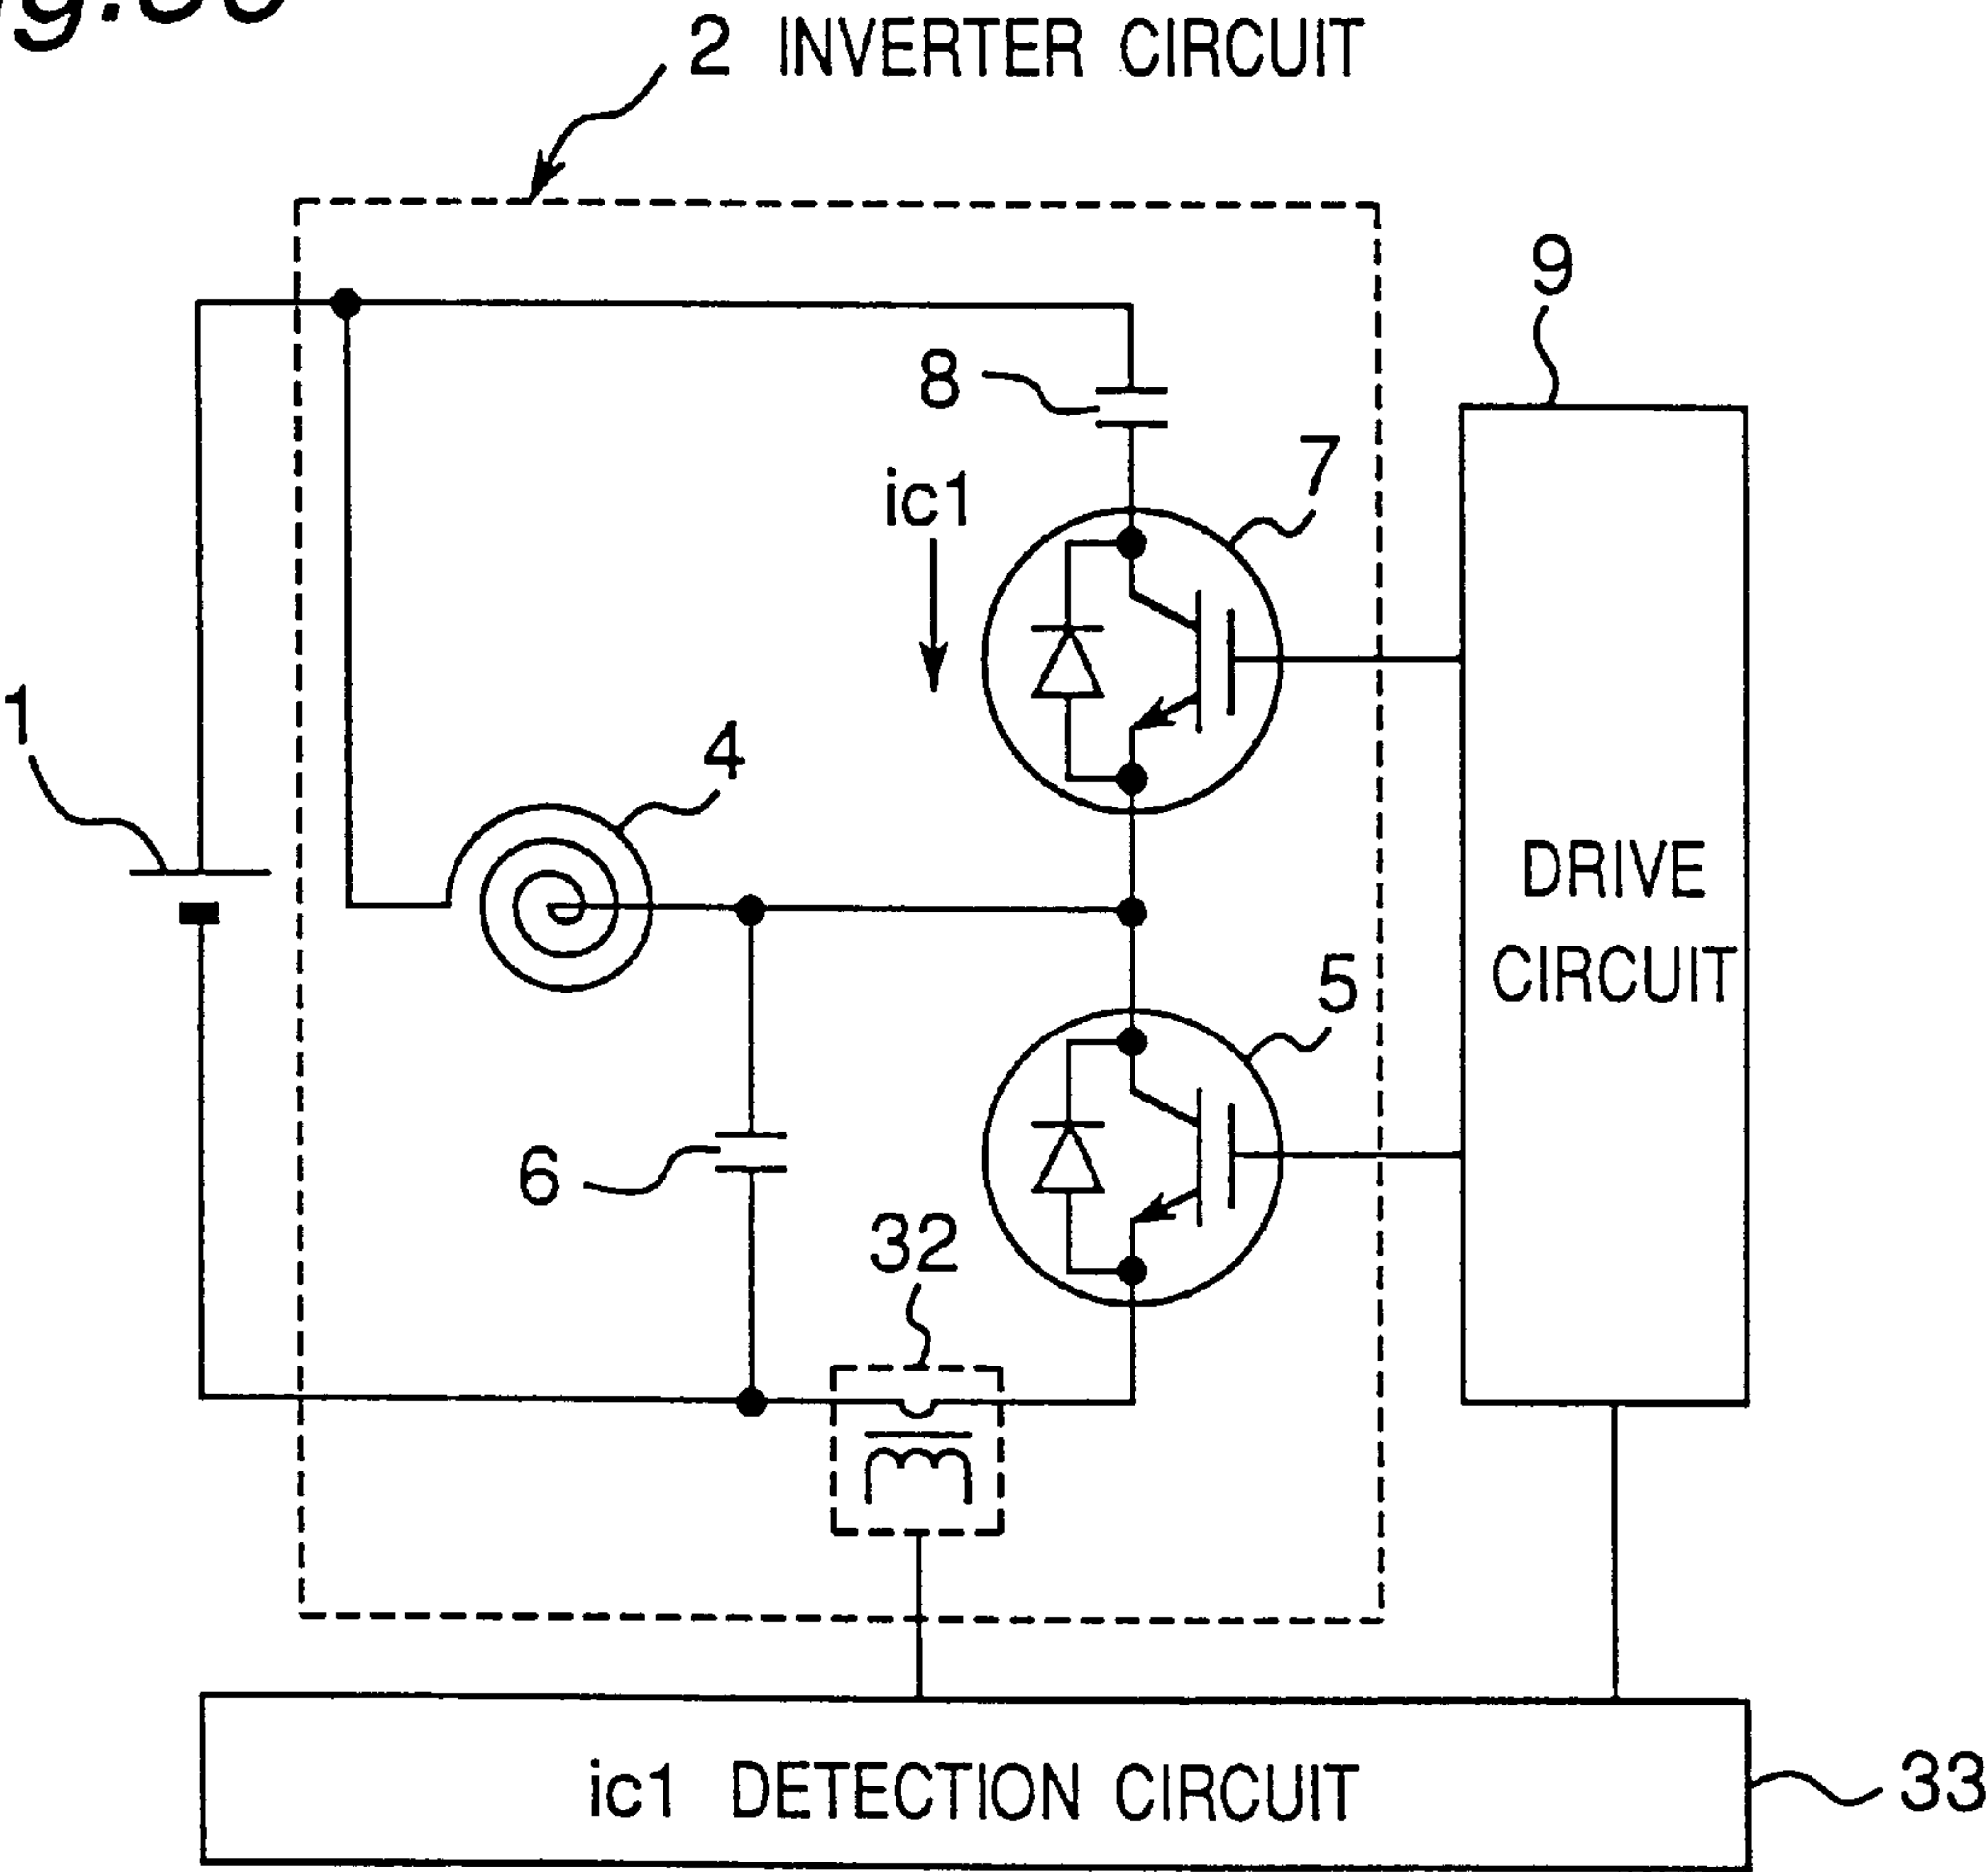 2 INVERTER CIRCUIT
9
8
7
ic1
1
4
DRIVE
CIRCUIT
5
6
32
ic1 DETECTION CIRCUIT
33